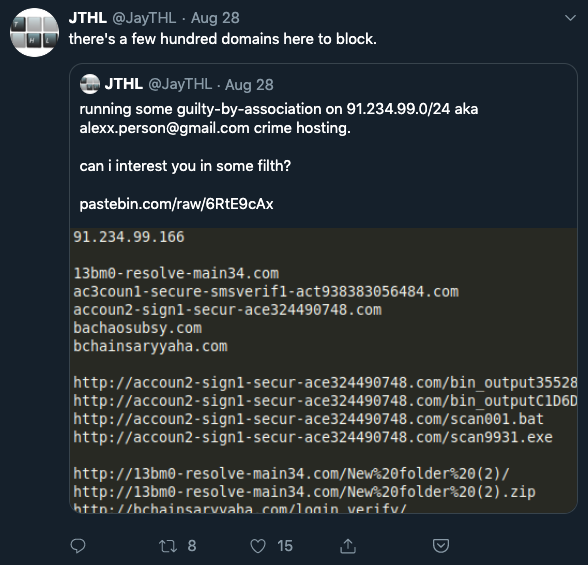 JTHL @JayTHL · Aug 28
there's a few hundred domains here to block.
JTHL @JayTHL · Aug 28
running some guilty-by-association on 91.234.99.0/24 aka
alexx.person@gmail.com crime hosting.
can i interest you in some filth?
pastebin.com/raw/6RtE9cAx
91.234.99.166
13bm0-resolve-main34.com
ac3coun1-secure-smsverif1-act938383056484.com
accoun2-sign1-secur-ace324490748.com
bachaosubsy.com
bchainsaryyaha.com
http://accoun2-sign1-secur-ace324490748.com/bin_output35528
http://accoun2-sign1-secur-ace324490748.com/bin_outputC1D6D
http://accoun2-sign1-secur-ace324490748.com/scan001.bat
http://accoun2-sign1-secur-ace324490748.com/scan9931.exe
http://13bm0-resolve-main34.com/New%20folder%20(2)/
http://13bm0-resolve-main34.com/New%20folder%20(2).zip
http://bchainsaryyaha.com/login verify/
8
15